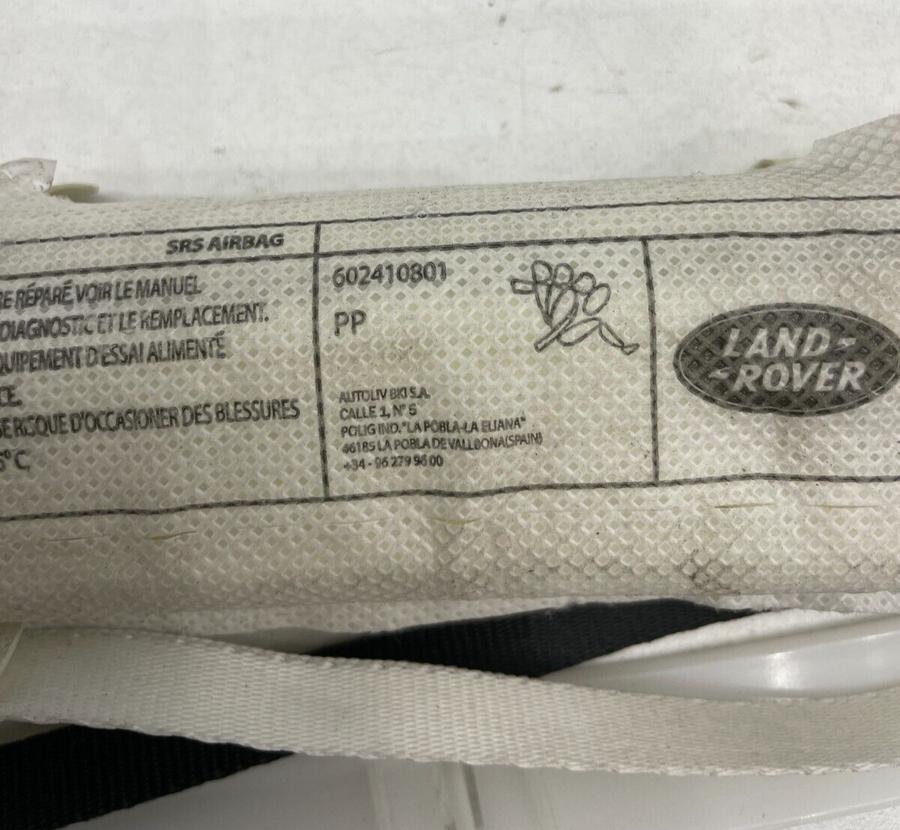 SRS AIRBAG
RE RÉPARÉ VOIR LE MANUEL
DIAGNOSTIC ET LE REMPLACEMENT.
QUIPEMENT D'ESSAI ALIMENTÉ
CE.
SE RISQUE D'OCCASIONER DES BLESSURES
5° C,
602410801
PP
AUTOLIV BKI S.A.
CALLE 1, N° 5
POLIG IND. "LA POBLA-LA ELIANA"
46185 LA POBLA DE VALLBONA(SPAIN)
+34 - 96 279 96 00
LAND-
-ROVER